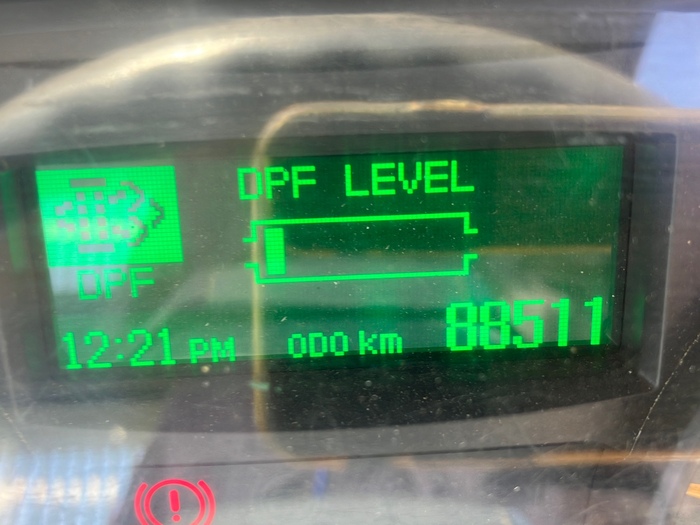 DPF LEVEL
DPF
12:21 PM ODO km 88511